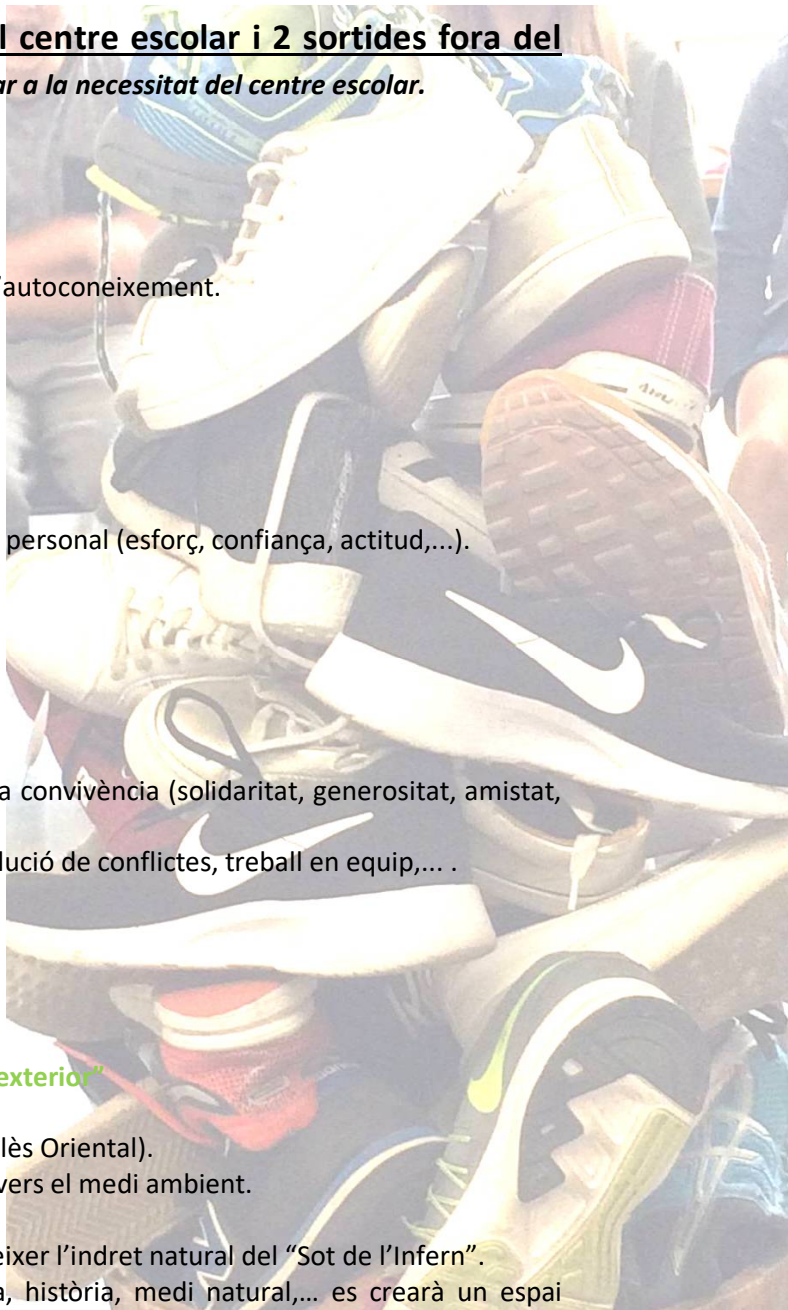 l centre escolar i 2 sortides fora del
ar a la necessitat del centre escolar.
'autoconeixement.
personal (esforç, confiança, actitud,...).
a convivència (solidaritat, generositat, amistat,
lució de conflictes, treball en equip,... .
exterior”
lès Oriental).
vers el medi ambient.
eixer l’indret natural del “Sot de l’Infern”.
a, història, medi natural,… es crearà un espai